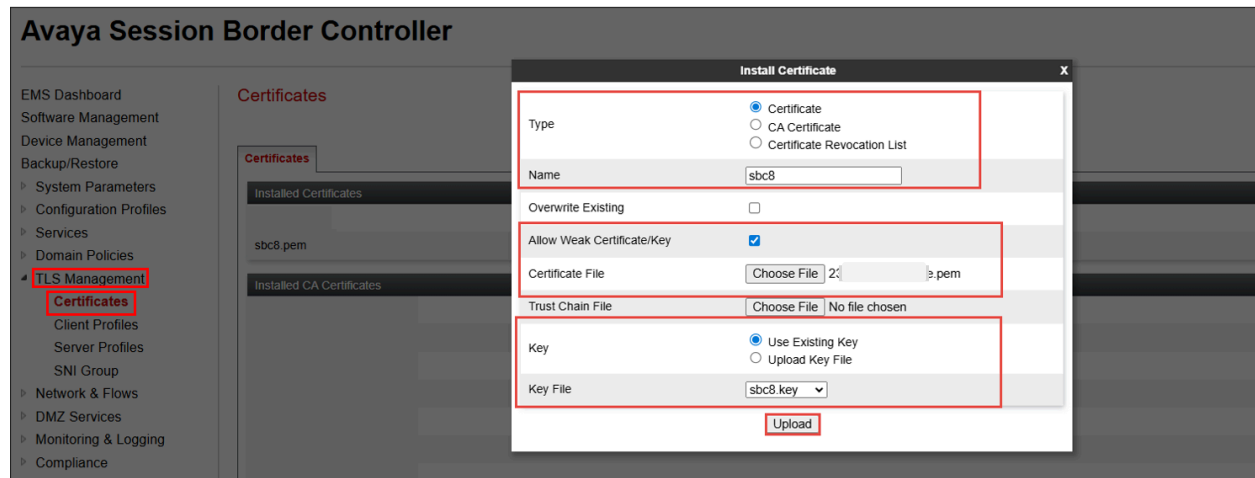 Avaya Session Border Controller
EMS Dashboard
Software Management
Device Management
Backup/Restore
System Parameters
Configuration Profiles
Services
Domain Policies
TLS Management
Certificates
Client Profiles
Server Profiles
SNI Group
Network & Flows
DMZ Services
Monitoring & Logging
Compliance
Certificates
Certificates
Installed Certificates
sbc8.pem
Installed CA Certificates
Install Certificate X
Type
Certificate
CA Certificate
Certificate Revocation List
Name sbc8
Overwrite Existing
Allow Weak Certificate/Key
Certificate File Choose File 23 e.pem
Trust Chain File Choose File No file chosen
Key
Use Existing Key
Upload Key File
Key File sbc8.key
Upload